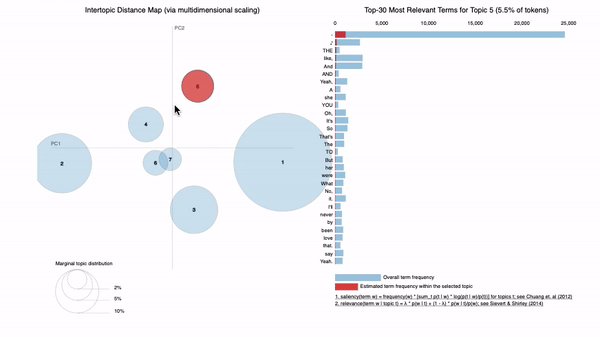 Intertopic Distance Map (via multidimensional scaling)
PC2
PC1
5
4
2
6
7
1
3
Marginal topic distribution
2%
5%
10%
Top-30 Most Relevant Terms for Topic 5 (5.5% of tokens)
0 5,000 10,000 15,000 20,000 25,000
-
♪
THE
like,
And
AND
Yeah,
A
she
YOU
Oh,
It's
So
That's
The
TO
But
her
were
What
No,
it.
I'll
never
by
been
love
that.
say
Yeah.
Overall term frequency
Estimated term frequency within the selected topic
1. saliency(term w) = frequency(w) * [sum_t p(t | w) * log(p(t | w)/p(t))] for topics t; see Chuang et. al (2012)
2. relevance(term w | topic t) = λ * p(w | t) + (1 - λ) * p(w | t)/p(w); see Sievert & Shirley (2014)